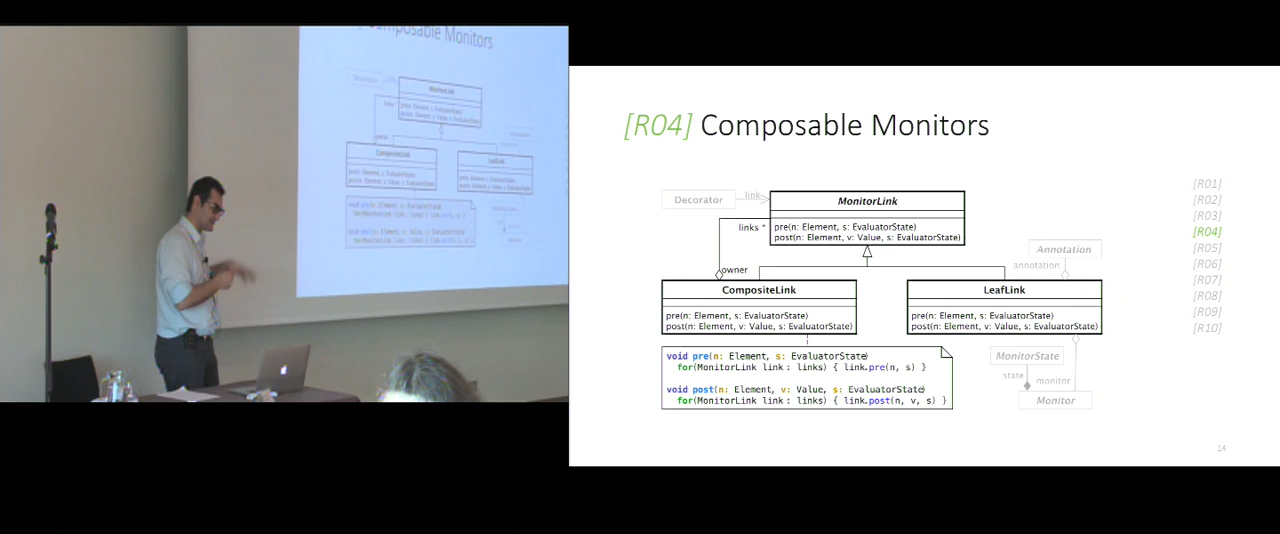 Composable Monitors
[R04] Composable Monitors
[R01]
[R02]
[R03]
[R04]
[R05]
[R06]
[R07]
[R08]
[R09]
[R10]
Decorator
link
MonitorLink
links *
pre(n: Element, s: EvaluatorState)
post(n: Element, v: Value, s: EvaluatorState)
owner
Annotation
annotation
CompositeLink
pre(n: Element, s: EvaluatorState)
post(n: Element, v: Value, s: EvaluatorState)
LeafLink
pre(n: Element, s: EvaluatorState)
post(n: Element, v: Value, s: EvaluatorState)
void pre(n: Element, s: EvaluatorState)
for(MonitorLink link : links) { link.pre(n, s) }
void post(n: Element, v: Value, s: EvaluatorState)
for(MonitorLink link : links) { link.post(n, v, s) }
MonitorState
state
monitor
Monitor
14